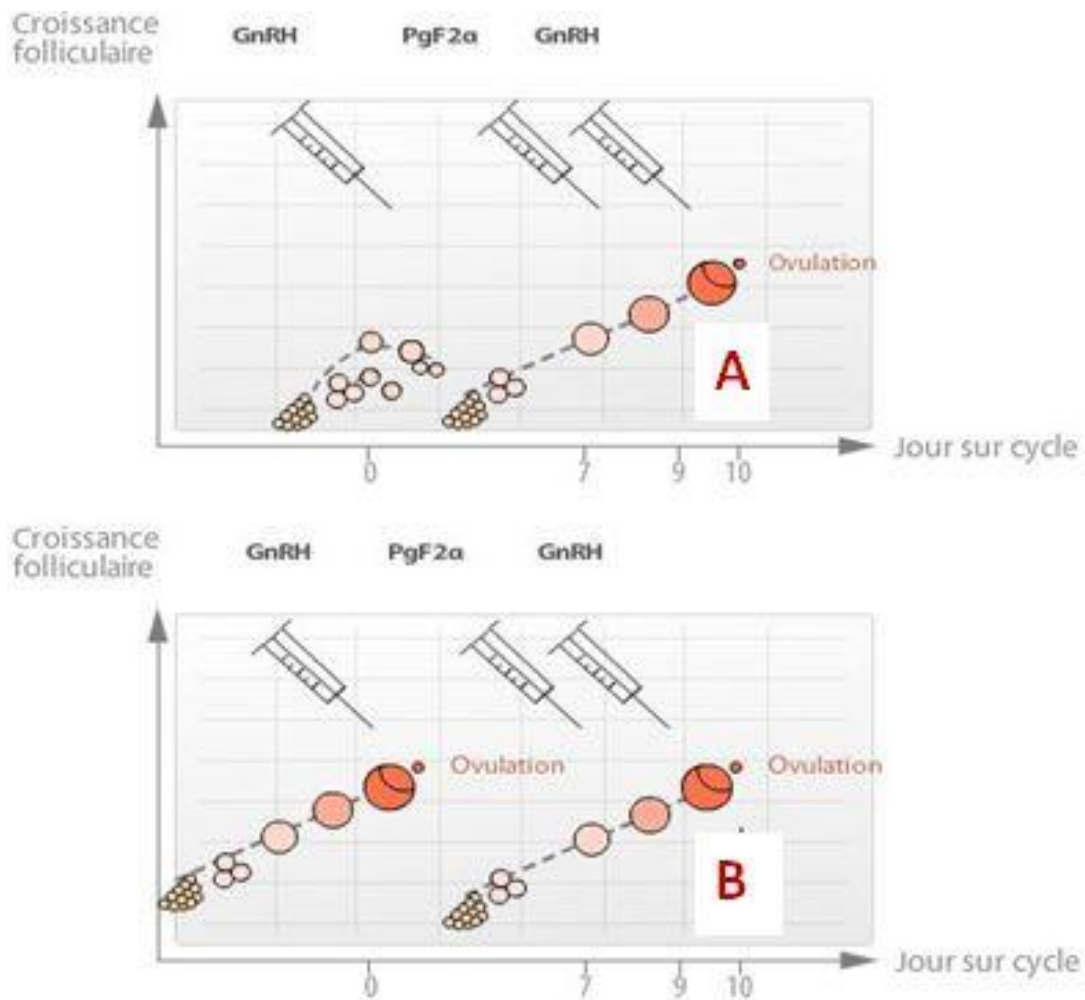 Croissance
folliculaire
GnRH PgF2α GnRH
Ovulation
A
Jour sur cycle
0 7 9 10
Croissance
folliculaire
GnRH PgF2α GnRH
Ovulation Ovulation
B
Jour sur cycle
0 7 9 10